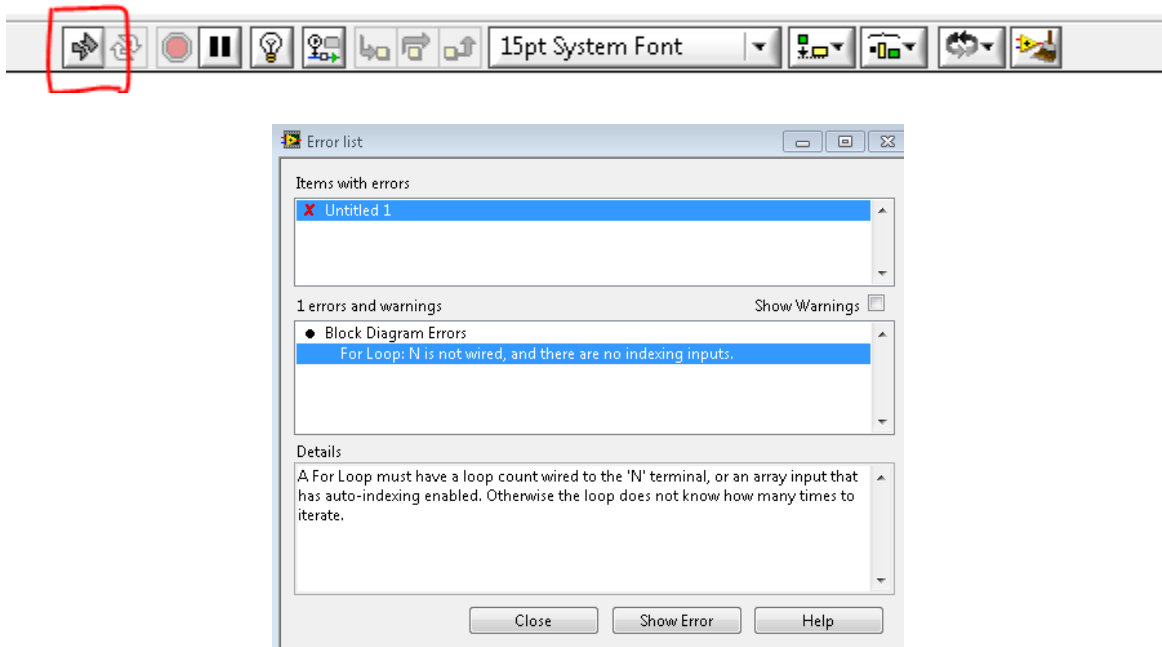 15pt System Font
Error list
Items with errors
X Untitled 1
1 errors and warnings Show Warnings
● Block Diagram Errors
For Loop: N is not wired, and there are no indexing inputs.
Details
A For Loop must have a loop count wired to the 'N' terminal, or an array input that
has auto-indexing enabled. Otherwise the loop does not know how many times to
iterate.
Close Show Error Help